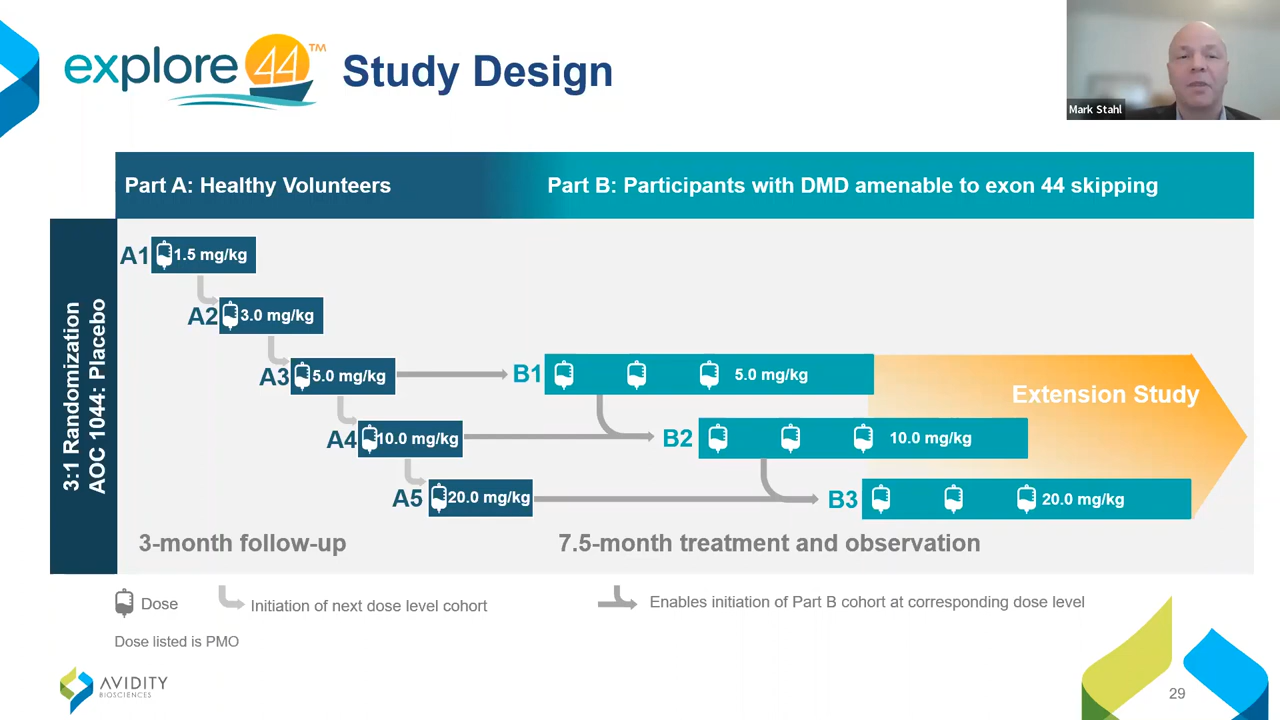 explore 44™ Study Design
Mark Stahl
Part A: Healthy Volunteers
Part B: Participants with DMD amenable to exon 44 skipping
3:1 Randomization
AOC 1044: Placebo
A1 1.5 mg/kg
A2 3.0 mg/kg
A3 5.0 mg/kg
B1 5.0 mg/kg
Extension Study
A4 10.0 mg/kg
B2 10.0 mg/kg
A5 20.0 mg/kg
B3 20.0 mg/kg
3-month follow-up
7.5-month treatment and observation
Dose
Initiation of next dose level cohort
Enables initiation of Part B cohort at corresponding dose level
Dose listed is PMO
AVIDITY
BIOSCIENCES
29